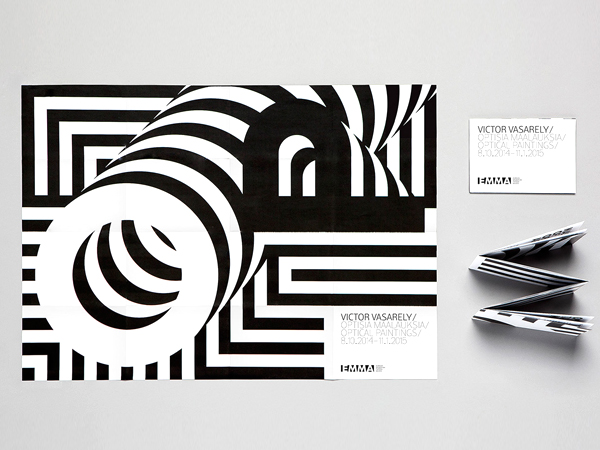 VICTOR VASARELY/
OPTISIA MAALAUKSIA/
OPTICAL PAINTINGS/
8.10.2014–11.1.2015
EMMA
VICTOR VASARELY/
OPTISIA MAALAUKSIA/
OPTICAL PAINTINGS/
8.10.2014–11.1.2015
EMMA